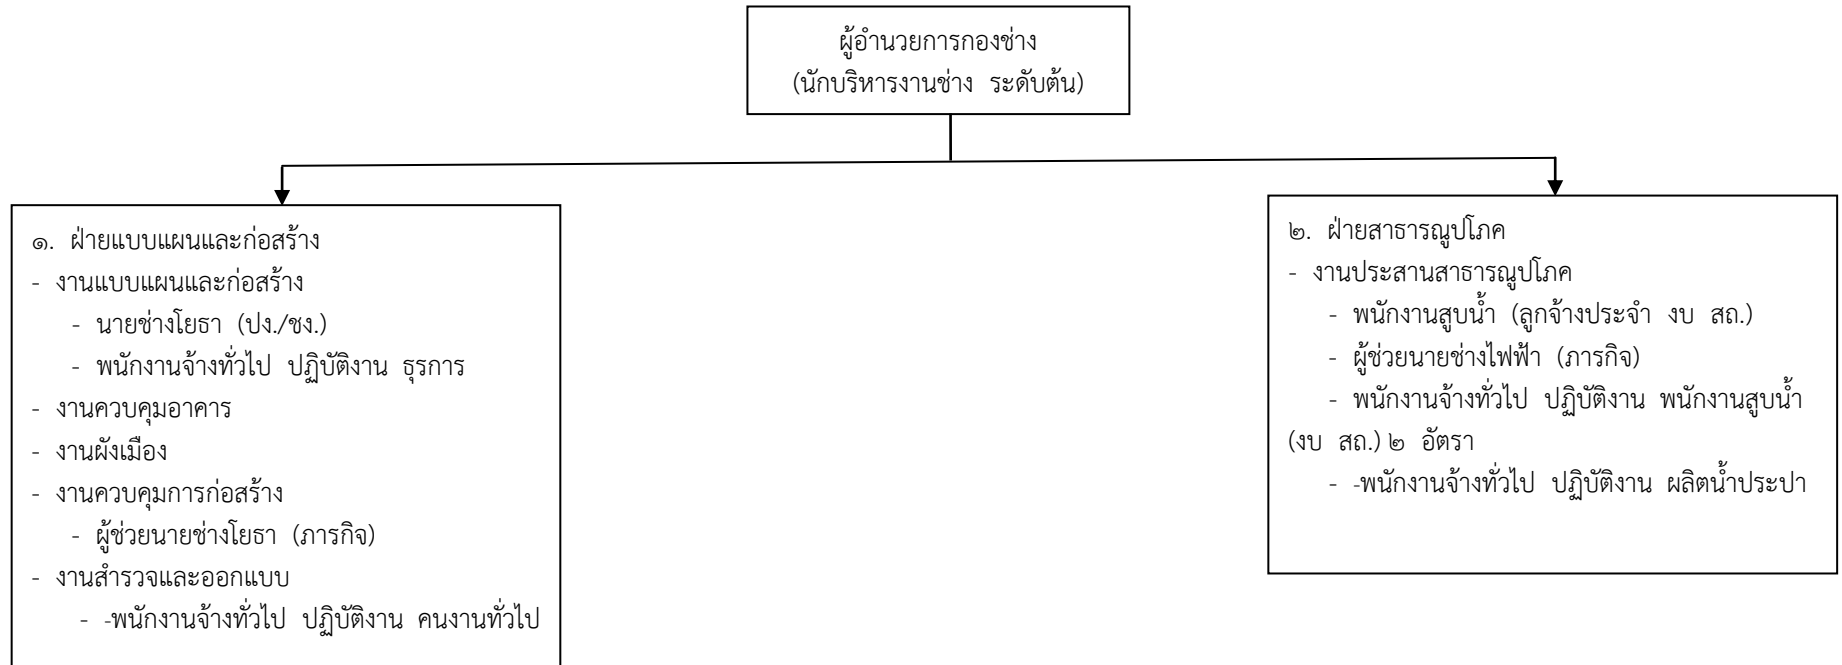 ผู้อำนวยการกองช่าง
(นักบริหารงานช่าง ระดับต้น)
๑. ฝ่ายแบบแผนและก่อสร้าง
- งานแบบแผนและก่อสร้าง
- นายช่างโยธา (ปง./ชง.)
- พนักงานจ้างทั่วไป ปฏิบัติงาน ธุรการ
- งานควบคุมอาคาร
- งานผังเมือง
- งานควบคุมการก่อสร้าง
- ผู้ช่วยนายช่างโยธา (ภารกิจ)
- งานสำรวจและออกแบบ
- -พนักงานจ้างทั่วไป ปฏิบัติงาน คนงานทั่วไป
๒. ฝ่ายสาธารณูปโภค
- งานประสานสาธารณูปโภค
- พนักงานสูบน้ำ (ลูกจ้างประจำ งบ สถ.)
- ผู้ช่วยนายช่างไฟฟ้า (ภารกิจ)
- พนักงานจ้างทั่วไป ปฏิบัติงาน พนักงานสูบน้ำ
(งบ สถ.) ๒ อัตรา
- -พนักงานจ้างทั่วไป ปฏิบัติงาน ผลิตน้ำประปา